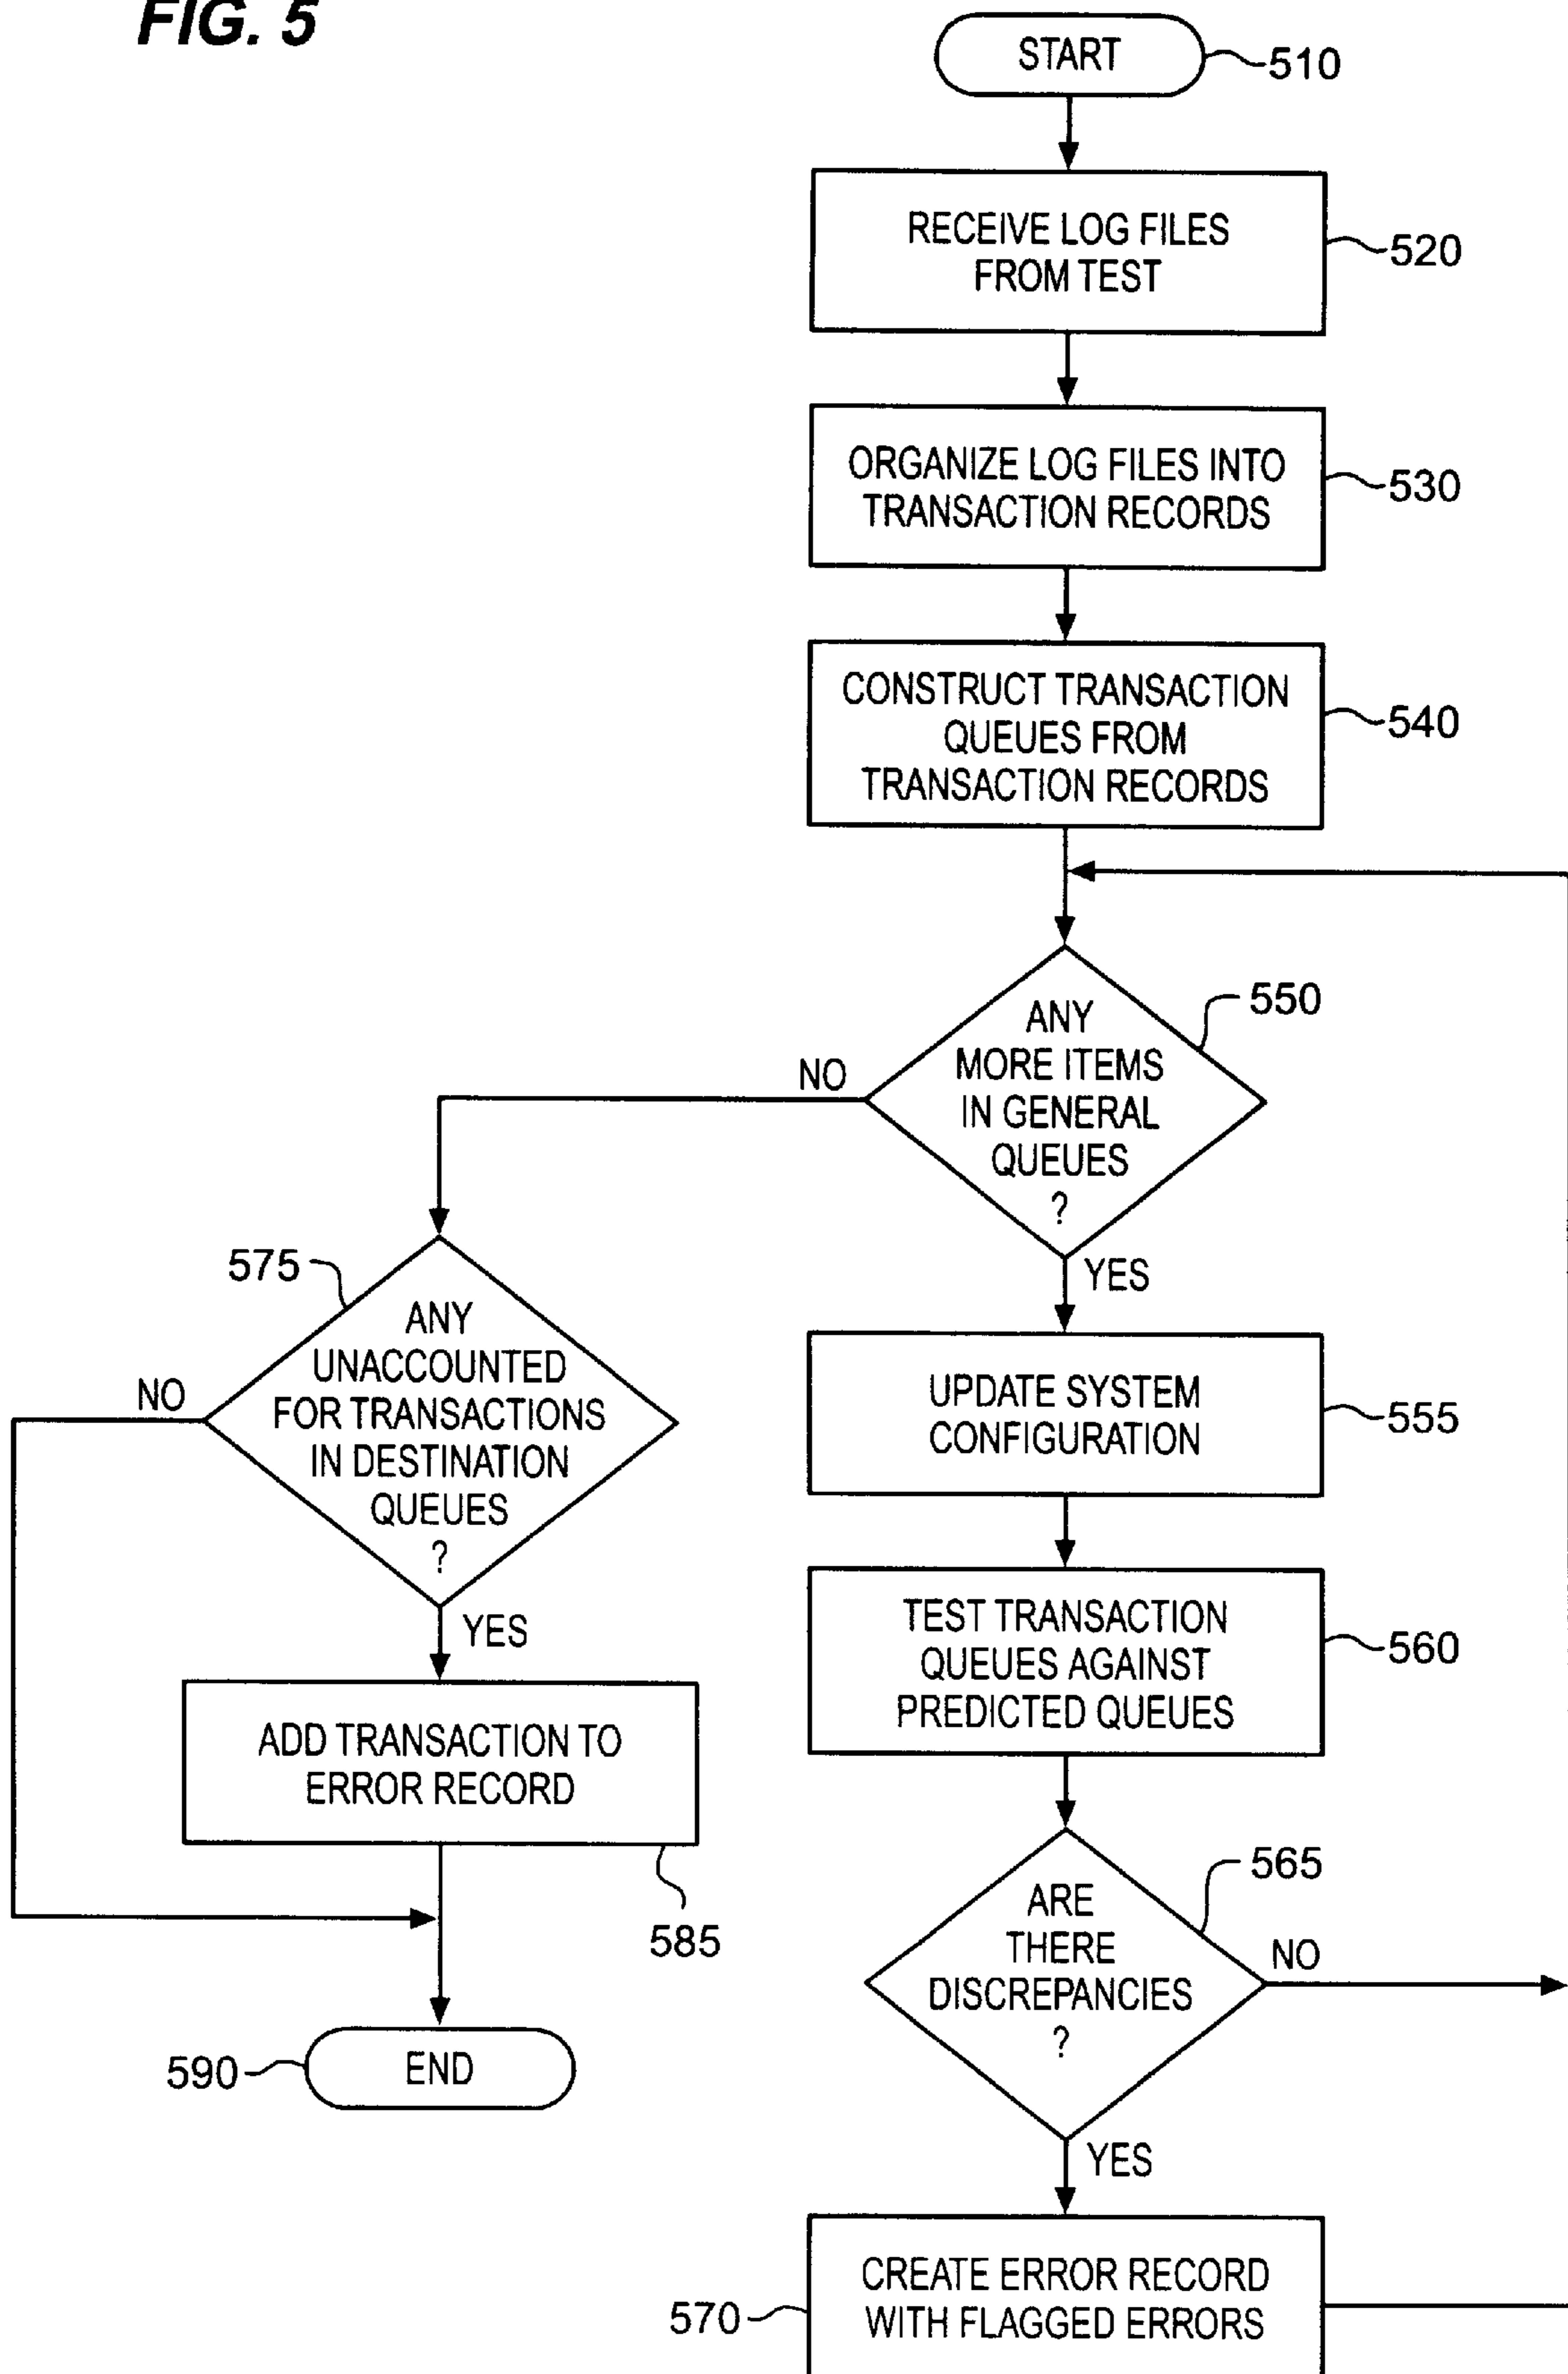 FIG. 5
START
510
RECEIVE LOG FILES
FROM TEST
520
ORGANIZE LOG FILES INTO
TRANSACTION RECORDS
530
CONSTRUCT TRANSACTION
QUEUES FROM
TRANSACTION RECORDS
540
ANY
MORE ITEMS
IN GENERAL
QUEUES
?
550
NO
YES
575
ANY
UNACCOUNTED
FOR TRANSACTIONS
IN DESTINATION
QUEUES
?
NO
YES
UPDATE SYSTEM
CONFIGURATION
555
TEST TRANSACTION
QUEUES AGAINST
PREDICTED QUEUES
560
ADD TRANSACTION TO
ERROR RECORD
585
ARE
THERE
DISCREPANCIES
?
565
NO
YES
590
END
CREATE ERROR RECORD
WITH FLAGGED ERRORS
570